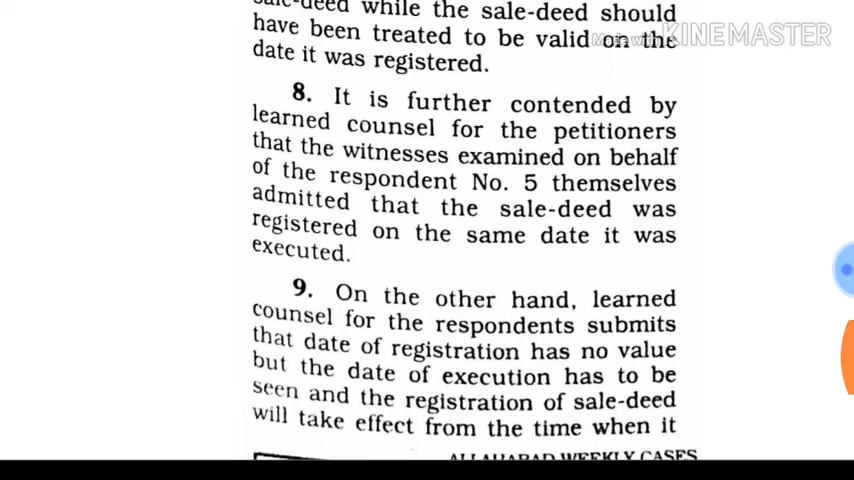 sale-deed while the sale-deed should
have been treated to be valid on the
date it was registered.
Made with KINEMASTER
8. It is further contended by
learned counsel for the petitioners
that the witnesses examined on behalf
of the respondent No. 5 themselves
admitted that the sale-deed was
registered on the same date it was
executed.
9. On the other hand, learned
counsel for the respondents submits
that date of registration has no value
but the date of execution has to be
seen and the registration of sale-deed
will take effect from the time when it
ALLAHABAD WEEKLY CASES